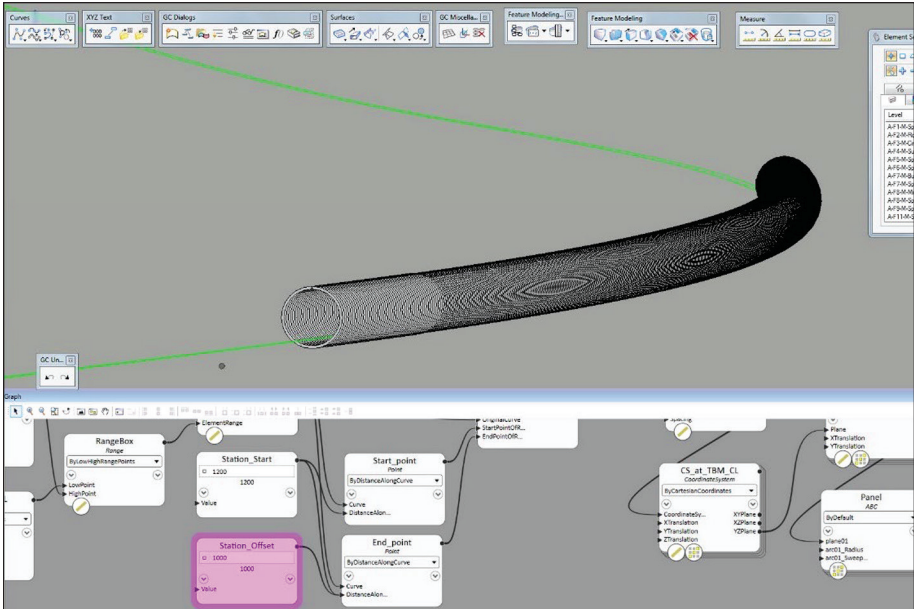 Curves
XYZ Text
GC Dialogs
Surfaces
GC Miscella...
Feature Modeling...
Feature Modeling
Measure
Element S
Level
GC Un...
Graph
RangeBox
Range
ByLowHighRangePoints
LowPoint
HighPoint
ElementRange
Station_Start
1200
1200
Value
Station_Offset
1000
1000
Value
Start_point
Point
ByDistanceAlongCurve
Curve
DistanceAlon...
End_point
Point
ByDistanceAlongCurve
Curve
DistanceAlon...
StartPointOfR...
EndPointOfR...
CS_at_TBM_CL
CoordinateSystem
ByCartesianCoordinates
CoordinateSy...
XTranslation
YTranslation
ZTranslation
XYPlane
XZPlane
YZPlane
Plane
XTranslation
YTranslation
Panel
ABC
ByDefault
plane01
arc01_Radius
arc01_Sweep...